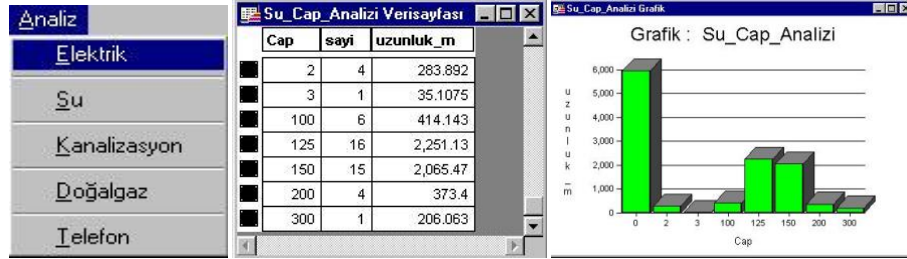 Analiz
Elektrik
Su
Kanalizasyon
Doğalgaz
Telefon
Su_Cap_Analizi Verisayfası
Cap sayi uzunluk_m
2 4 283.892
3 1 35.1075
100 6 414.143
125 16 2,251.13
150 15 2,065.47
200 4 373.4
300 1 206.063
Su_Cap_Analizi Grafik
Grafik : Su_Cap_Analizi
uzunluk_m
6,000
5,000
4,000
3,000
2,000
1,000
0
0 2 3 100 125 150 200 300
Cap